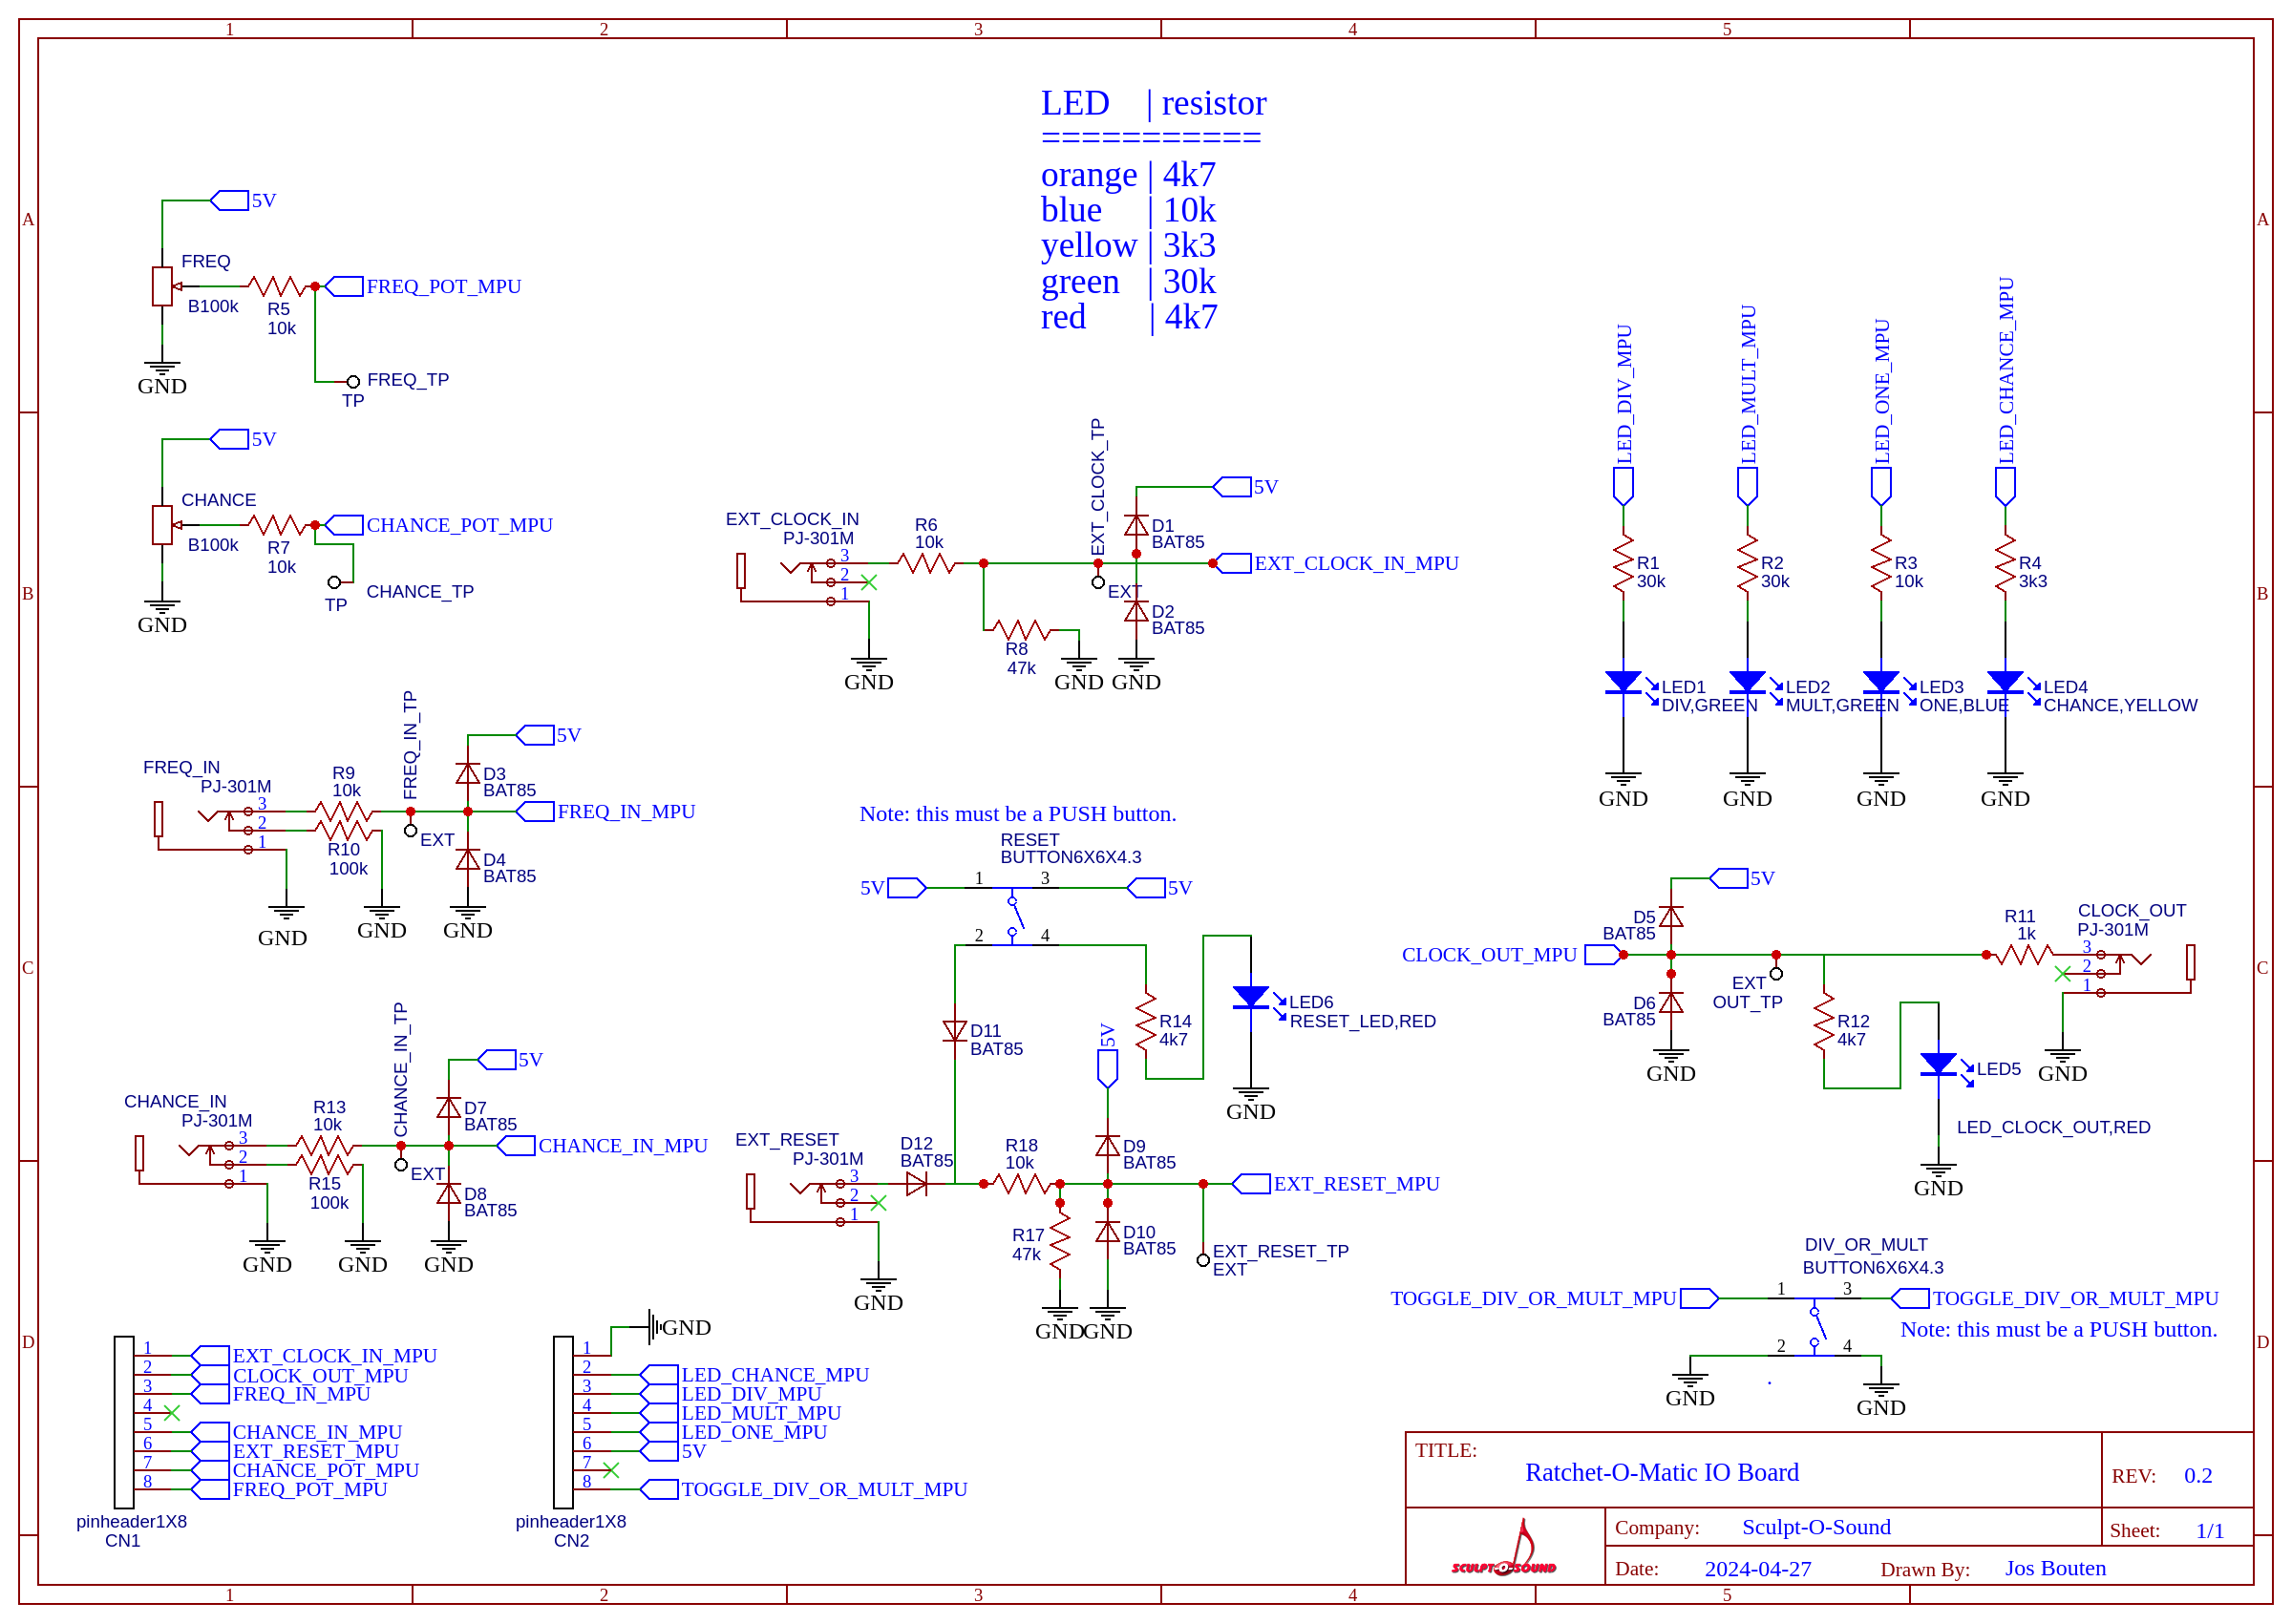 1 2 3 4 5
A
B
C
D
LED | resistor
===========
orange | 4k7
blue | 10k
yellow | 3k3
green | 30k
red | 4k7
5V
FREQ
B100k
R5
10k
FREQ_POT_MPU
GND
FREQ_TP
TP
5V
CHANCE
B100k
R7
10k
CHANCE_POT_MPU
GND
TP
CHANCE_TP
EXT_CLOCK_IN
PJ-301M
3
2
1
R6
10k
EXT_CLOCK_TP
EXT
5V
D1
BAT85
EXT_CLOCK_IN_MPU
D2
BAT85
R8
47k
GND
GND
GND
LED_DIV_MPU
LED_MULT_MPU
LED_ONE_MPU
LED_CHANCE_MPU
R1
30k
R2
30k
R3
10k
R4
3k3
LED1
DIV,GREEN
LED2
MULT,GREEN
LED3
ONE,BLUE
LED4
CHANCE,YELLOW
GND
GND
GND
GND
FREQ_IN
PJ-301M
3
2
1
R9
10k
R10
100k
FREQ_IN_TP
EXT
5V
D3
BAT85
FREQ_IN_MPU
D4
BAT85
GND
GND
GND
CHANCE_IN
PJ-301M
3
2
1
R13
10k
R15
100k
CHANCE_IN_TP
EXT
5V
D7
BAT85
CHANCE_IN_MPU
D8
BAT85
GND
GND
GND
Note: this must be a PUSH button.
RESET
BUTTON6X6X4.3
5V
1
3
5V
2
4
D11
BAT85
R14
4k7
LED6
RESET_LED,RED
GND
5V
EXT_RESET
PJ-301M
3
2
1
D12
BAT85
R18
10k
D9
BAT85
EXT_RESET_MPU
R17
47k
D10
BAT85
EXT_RESET_TP
EXT
GND
GND
GND
5V
D5
BAT85
CLOCK_OUT_MPU
D6
BAT85
GND
EXT
OUT_TP
R12
4k7
R11
1k
CLOCK_OUT
PJ-301M
3
2
1
GND
LED5
LED_CLOCK_OUT,RED
GND
DIV_OR_MULT
BUTTON6X6X4.3
TOGGLE_DIV_OR_MULT_MPU
1
3
TOGGLE_DIV_OR_MULT_MPU
Note: this must be a PUSH button.
2
4
.
GND
GND
1 EXT_CLOCK_IN_MPU
2 CLOCK_OUT_MPU
3 FREQ_IN_MPU
4
5 CHANCE_IN_MPU
6 EXT_RESET_MPU
7 CHANCE_POT_MPU
8 FREQ_POT_MPU
pinheader1X8
CN1
GND
1
2 LED_CHANCE_MPU
3 LED_DIV_MPU
4 LED_MULT_MPU
5 LED_ONE_MPU
6 5V
7
8 TOGGLE_DIV_OR_MULT_MPU
pinheader1X8
CN2
TITLE:
Ratchet-O-Matic IO Board
REV: 0.2
SCULPT-O-SOUND
Company: Sculpt-O-Sound
Sheet: 1/1
Date: 2024-04-27
Drawn By: Jos Bouten
A
B
C
D
1 2 3 4 5